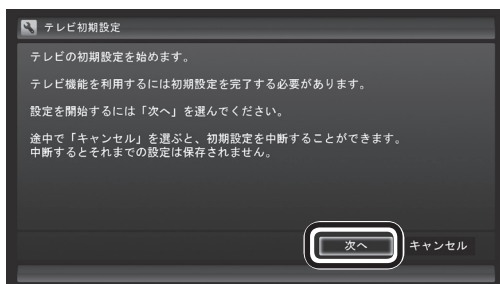 テレビ初期設定
テレビの初期設定を始めます。
テレビ機能を利用するには初期設定を完了する必要があります。
設定を開始するには「次へ」を選んでください。
途中で「キャンセル」を選ぶと、初期設定を中断することができます。
中断するとそれまでの設定は保存されません。
次へ キャンセル